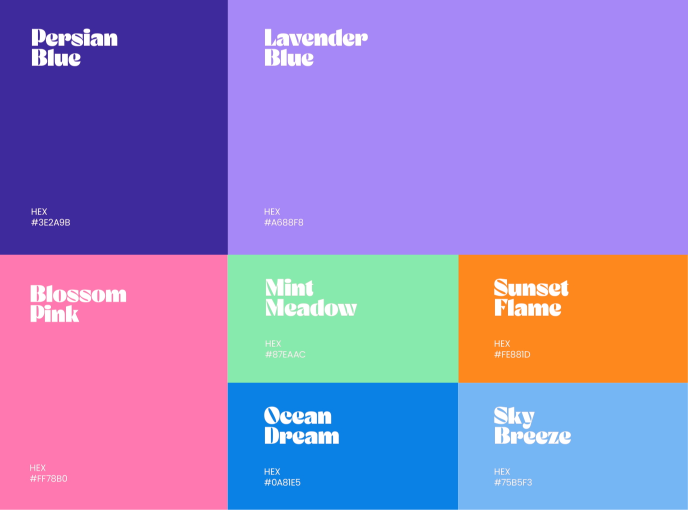 Persian
Blue
HEX
#3E2A9B
Lavender
Blue
HEX
#A688F8
Blossom
Pink
HEX
#FF78B0
Mint
Meadow
HEX
#87EAAC
Sunset
Flame
HEX
#FE881D
Ocean
Dream
HEX
#0A81E5
Sky
Breeze
HEX
#75B5F3